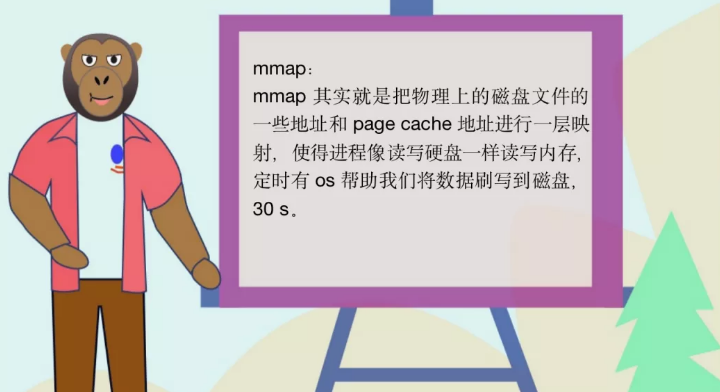 mmap：
mmap 其实就是把物理上的磁盘文件的
一些地址和 page cache 地址进行一层映
射，使得进程像读写硬盘一样读写内存，
定时有 os 帮助我们将数据刷写到磁盘，
30 s。